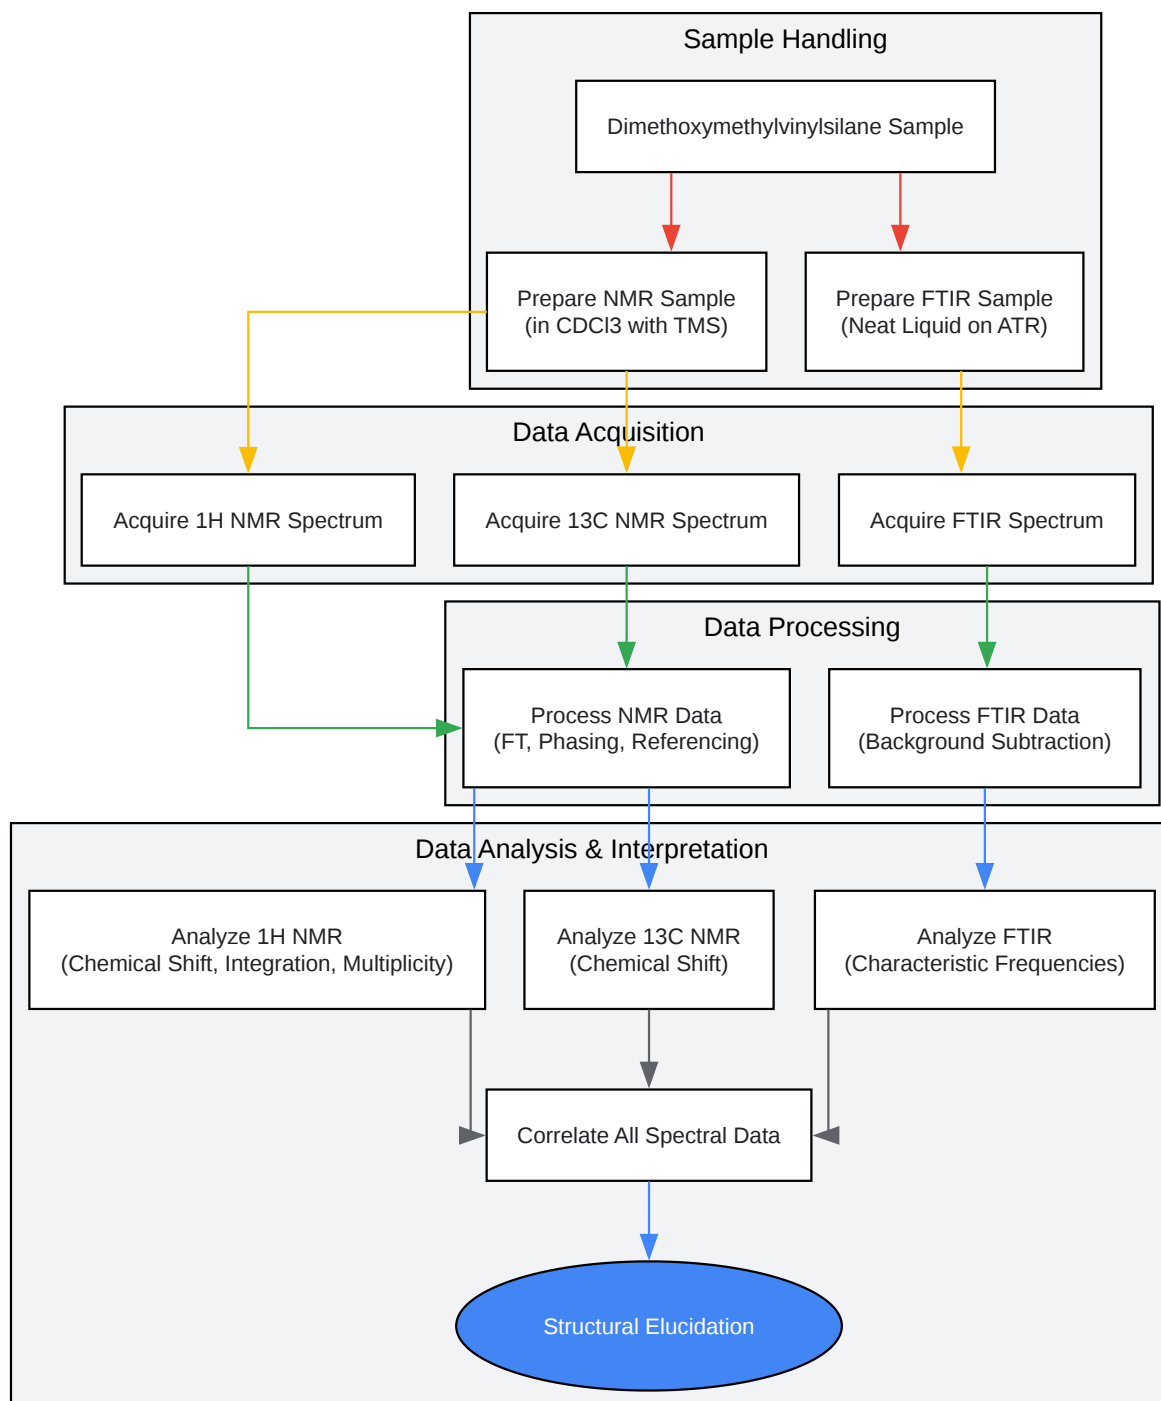 Sample Handling
Dimethoxymethylvinylsilane Sample
Prepare NMR Sample
(in CDCl3 with TMS)
Prepare FTIR Sample
(Neat Liquid on ATR)
Data Acquisition
Acquire 1H NMR Spectrum
Acquire 13C NMR Spectrum
Acquire FTIR Spectrum
Data Processing
Process NMR Data
(FT, Phasing, Referencing)
Process FTIR Data
(Background Subtraction)
Data Analysis & Interpretation
Analyze 1H NMR
(Chemical Shift, Integration, Multiplicity)
Analyze 13C NMR
(Chemical Shift)
Analyze FTIR
(Characteristic Frequencies)
Correlate All Spectral Data
Structural Elucidation